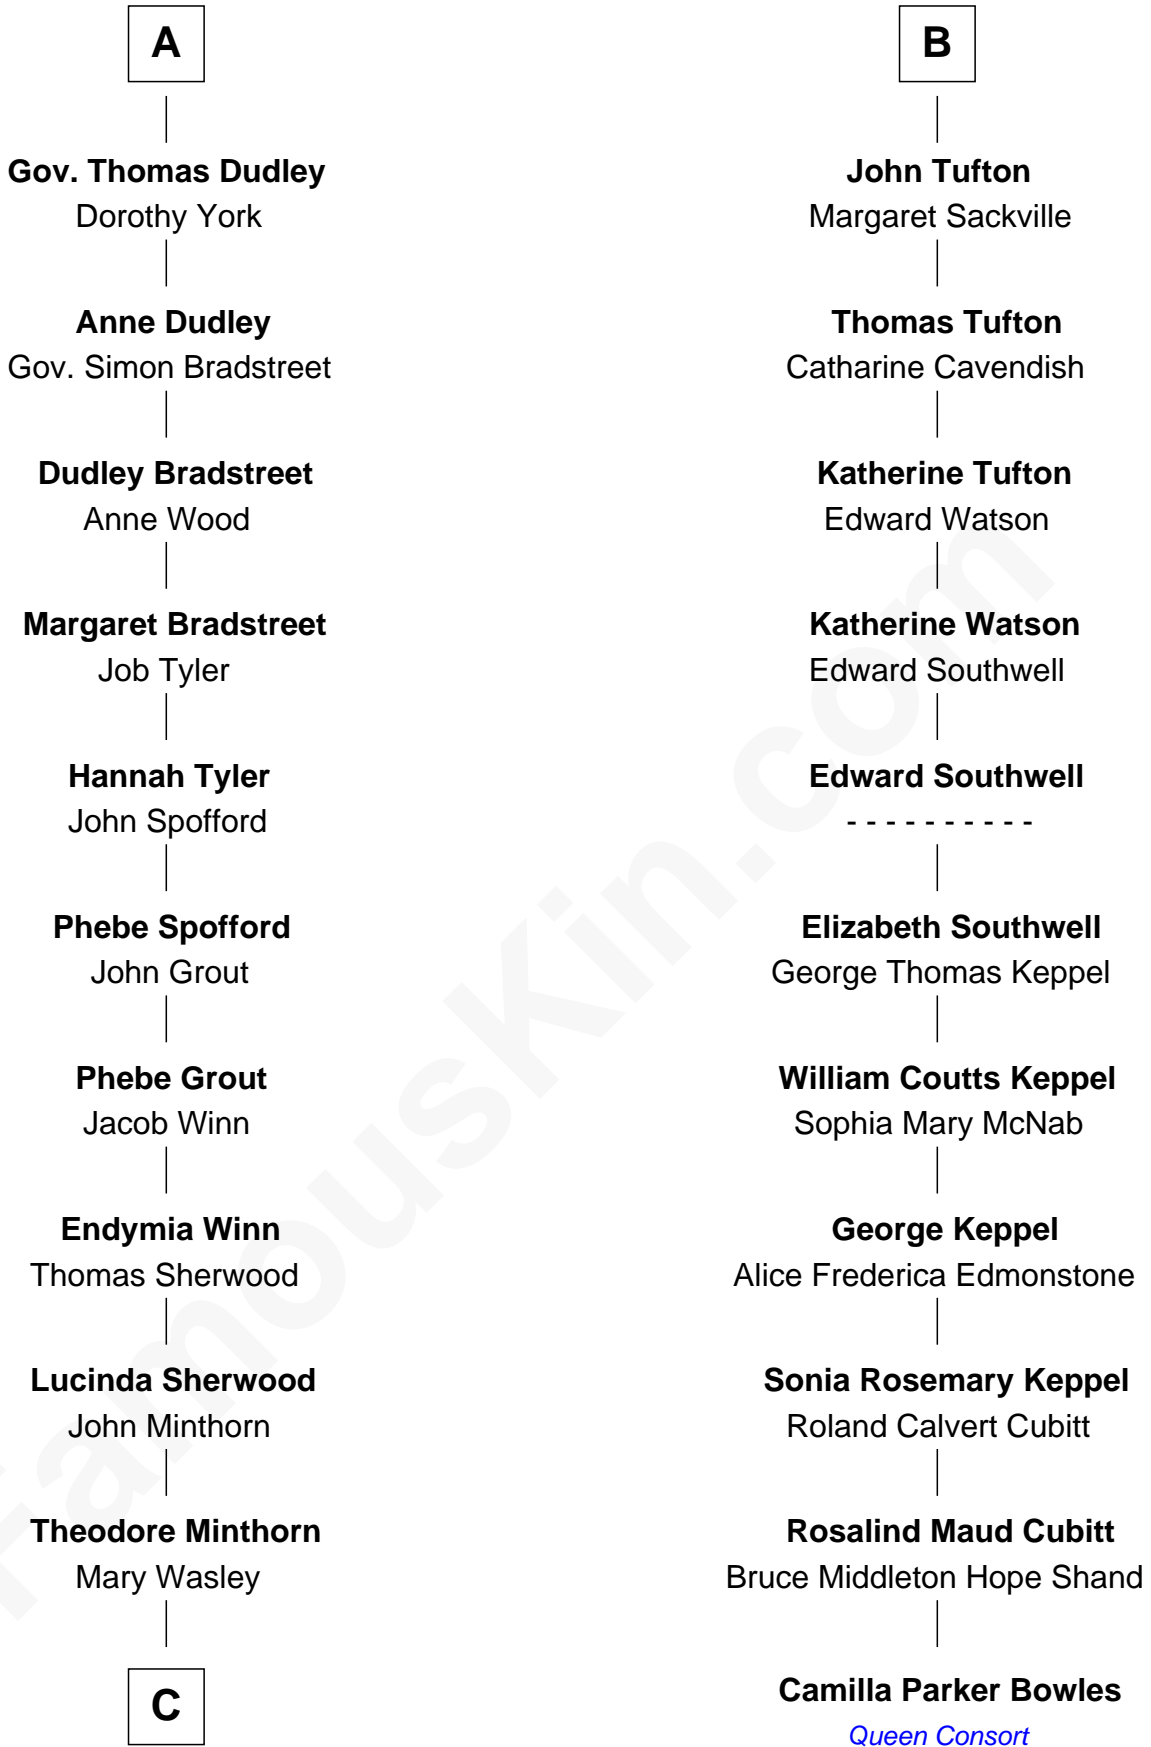 A
Gov. Thomas Dudley
Dorothy York
Anne Dudley
Gov. Simon Bradstreet
Dudley Bradstreet
Anne Wood
Margaret Bradstreet
Job Tyler
Hannah Tyler
John Spofford
Phebe Spofford
John Grout
Phebe Grout
Jacob Winn
Endymia Winn
Thomas Sherwood
Lucinda Sherwood
John Minthorn
Theodore Minthorn
Mary Wasley
C
B
John Tufton
Margaret Sackville
Thomas Tufton
Catharine Cavendish
Katherine Tufton
Edward Watson
Katherine Watson
Edward Southwell
Edward Southwell
- - - - - - - - - -
Elizabeth Southwell
George Thomas Keppel
William Coutts Keppel
Sophia Mary McNab
George Keppel
Alice Frederica Edmonstone
Sonia Rosemary Keppel
Roland Calvert Cubitt
Rosalind Maud Cubitt
Bruce Middleton Hope Shand
Camilla Parker Bowles
Queen Consort
FamousKin.com